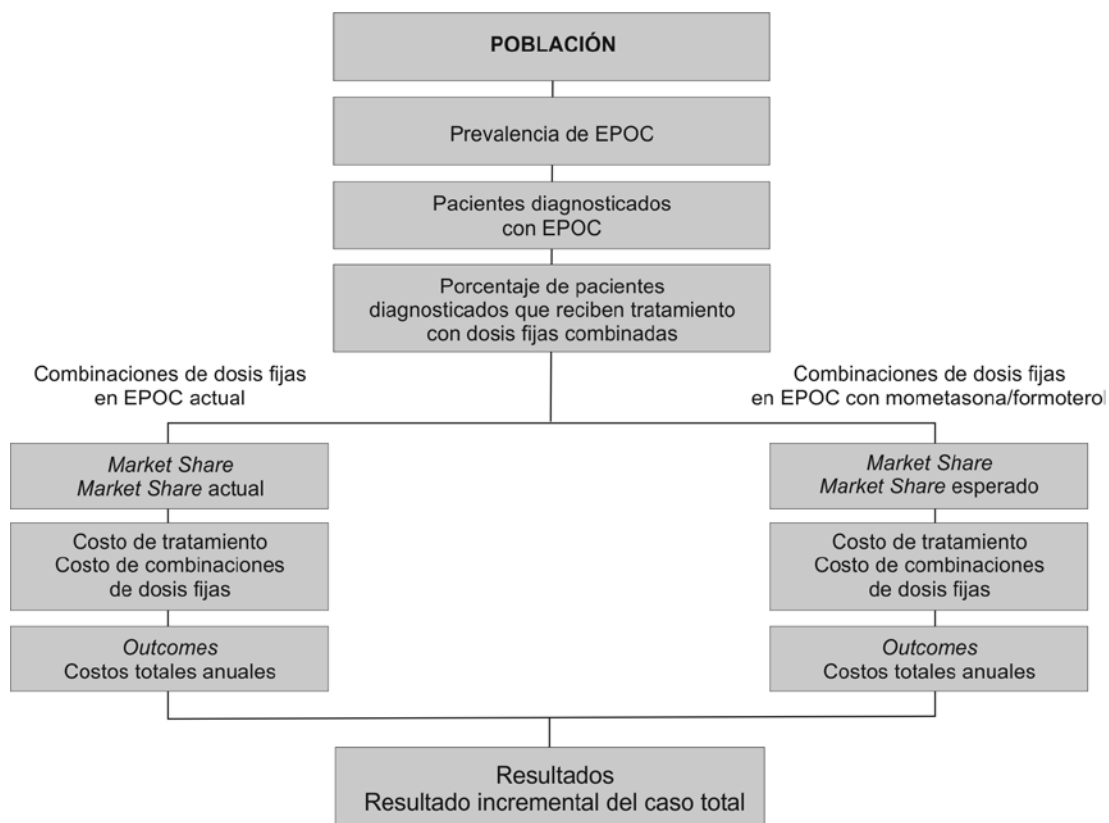 POBLACIÓN
Prevalencia de EPOC
Pacientes diagnosticados
con EPOC
Porcentaje de pacientes
diagnosticados que reciben tratamiento
con dosis fijas combinadas
Combinaciones de dosis fijas
en EPOC actual
Combinaciones de dosis fijas
en EPOC con mometasona/formoterol
Market Share
Market Share actual
Costo de tratamiento
Costo de combinaciones
de dosis fijas
Outcomes
Costos totales anuales
Market Share
Market Share esperado
Costo de tratamiento
Costo de combinaciones
de dosis fijas
Outcomes
Costos totales anuales
Resultados
Resultado incremental del caso total